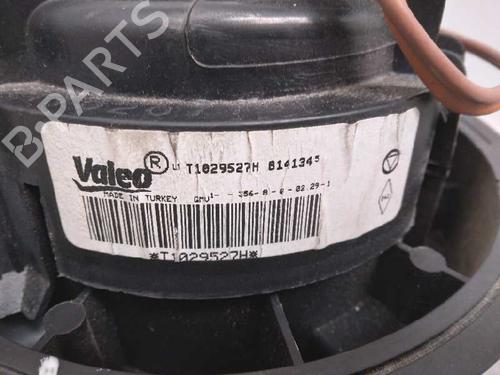 B-PARTS
Valeo ® T1029527H 8141345
MADE IN TURKEY
*T1029527H*